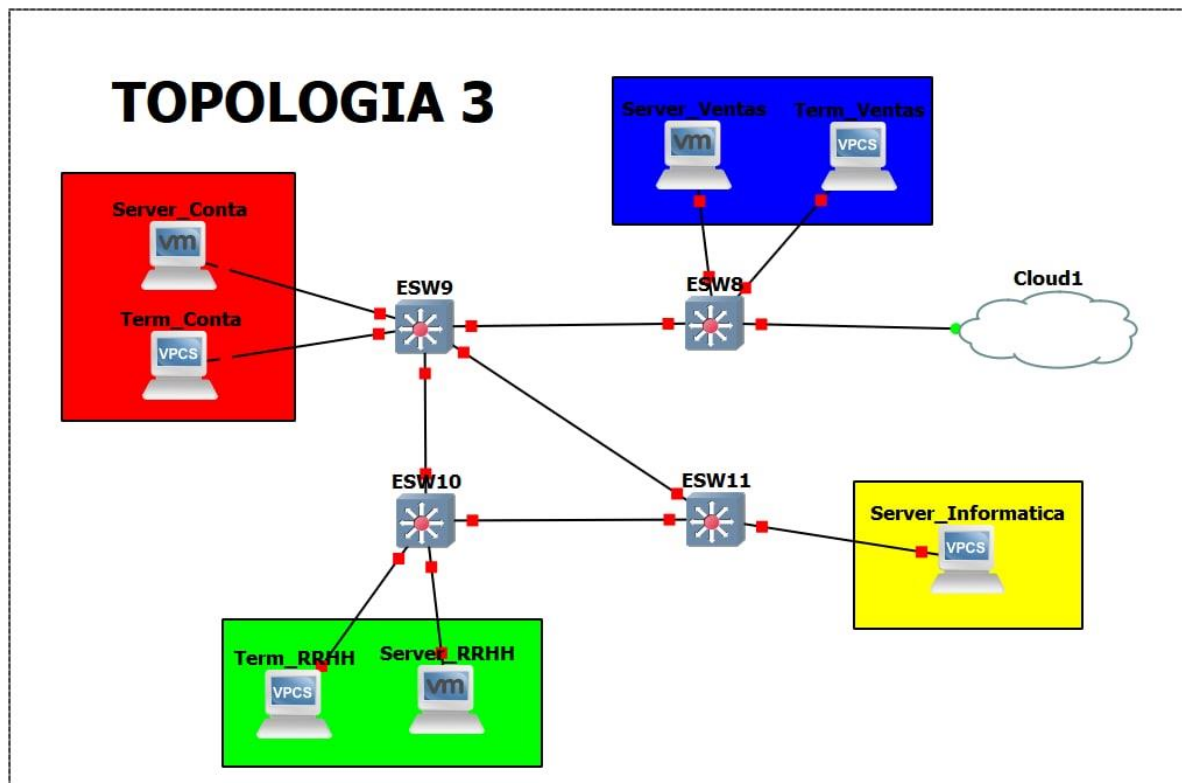 TOPOLOGIA 3
Server_Ventas
Term_Ventas
vm
VPCS
Server_Conta
vm
Term_Conta
VPCS
ESW9
ESW8
Cloud1
ESW10
ESW11
Server_Informatica
VPCS
Term_RRHH
Server_RRHH
VPCS
vm